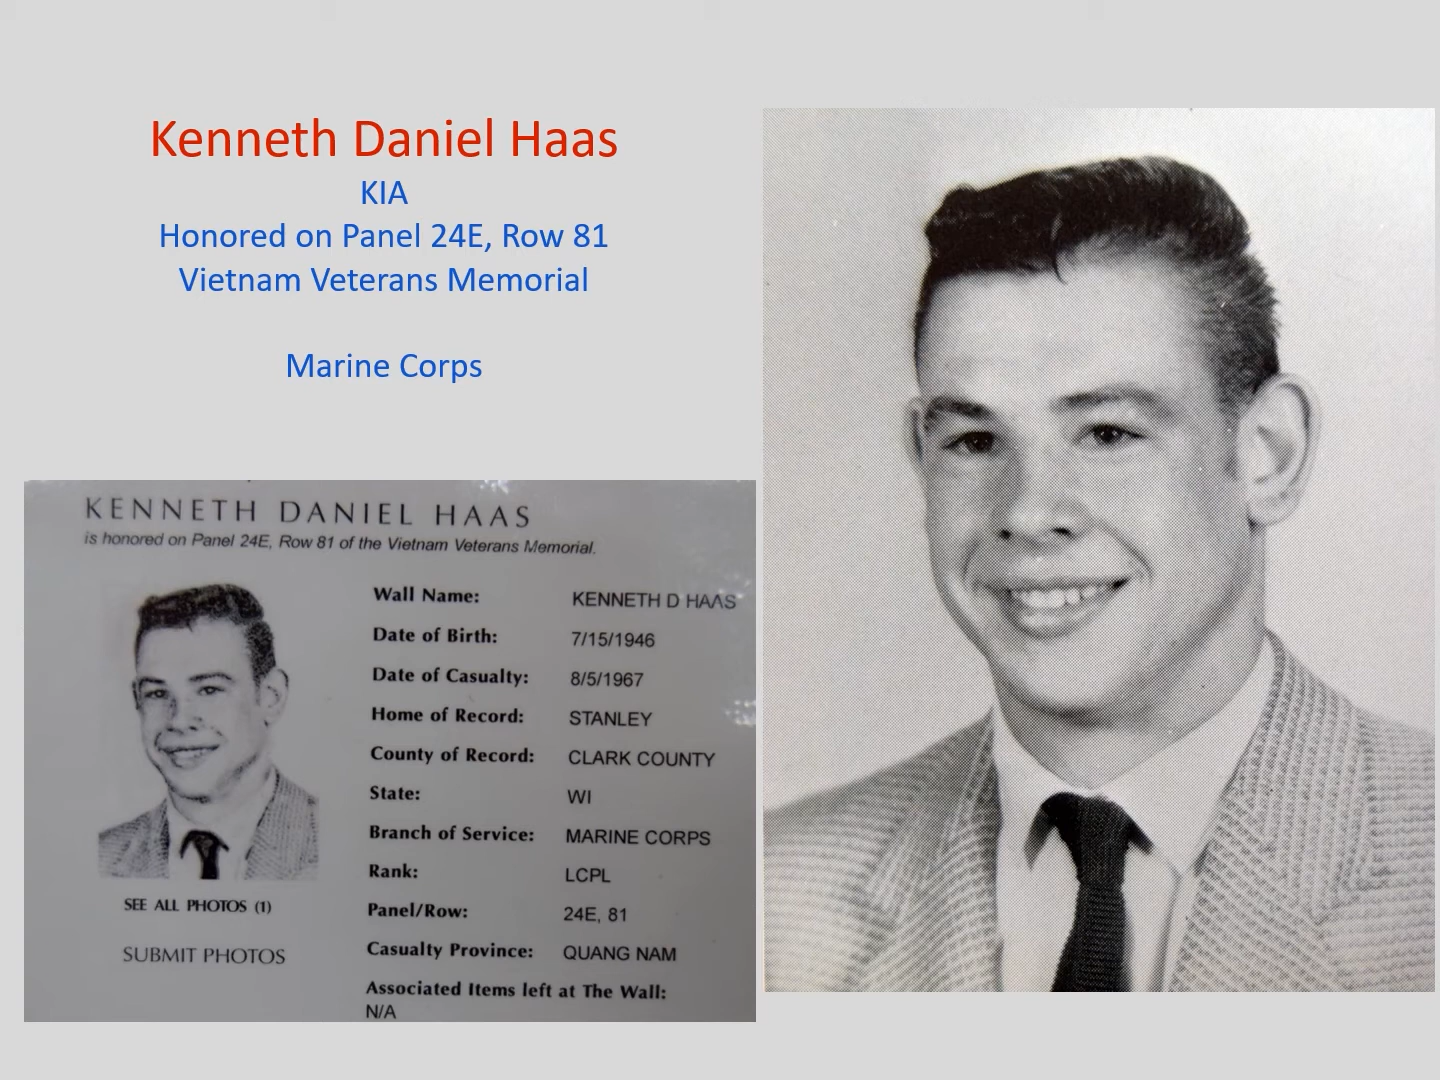 Kenneth Daniel Haas
KIA
Honored on Panel 24E, Row 81
Vietnam Veterans Memorial
Marine Corps
KENNETH DANIEL HAAS
is honored on Panel 24E, Row 81 of the Vietnam Veterans Memorial.
Wall Name: KENNETH D HAAS
Date of Birth: 7/15/1946
Date of Casualty: 8/5/1967
Home of Record: STANLEY
County of Record: CLARK COUNTY
State: WI
Branch of Service: MARINE CORPS
Rank: LCPL
Panel/Row: 24E, 81
Casualty Province: QUANG NAM
Associated Items left at The Wall:
N/A
SEE ALL PHOTOS (1)
SUBMIT PHOTOS